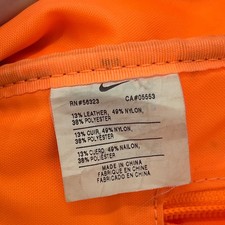 RN#56323 CA#05553
13% LEATHER, 49% NYLON,
38% POLYESTER
13% CUIR, 49% NYLON,
38% POLYESTER
13% CUERO, 49% NAILON,
38% POLIÉSTER
MADE IN CHINA
FABRIQUÉ EN CHINE
FABRICADO EN CHINA